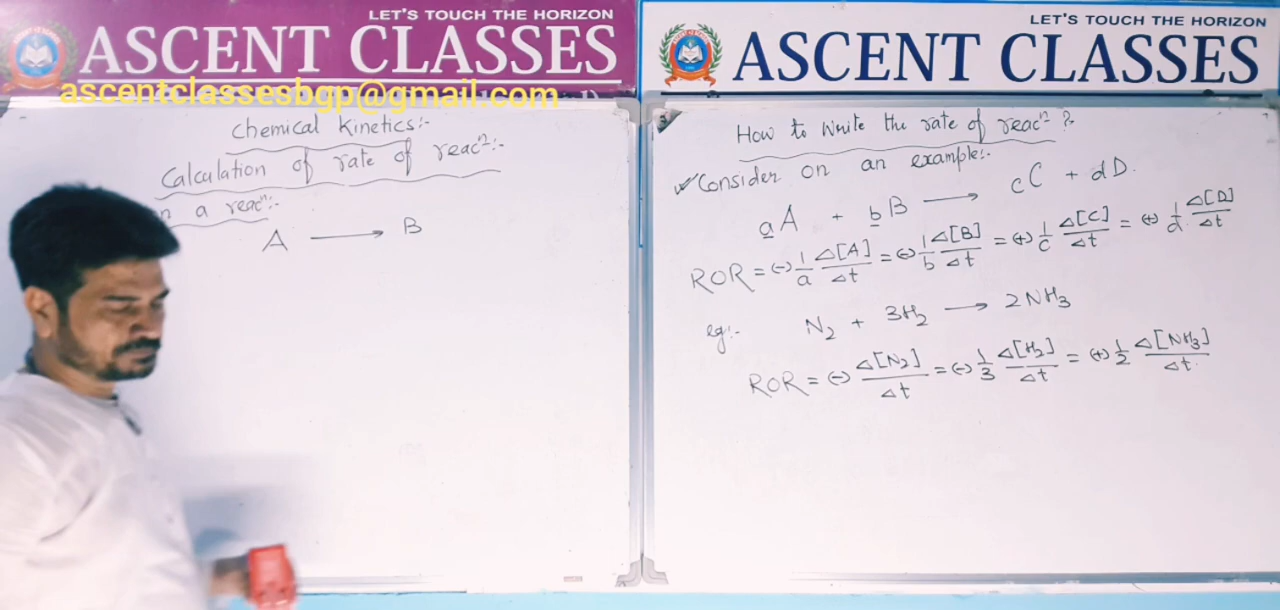 LET'S TOUCH THE HORIZON
ASCENT CLASSES
ascentclassesbgp@gmail.com
Chemical Kinetics:-
Calculation of rate of reacⁿ:-
a reacⁿ:-
A ⟶ B
LET'S TOUCH THE HORIZON
ASCENT CLASSES
How to Write the rate of reacⁿ ?
✓Consider on an example:-
aA + bB ⟶ cC + dD.
ROR = (-) 1/a Δ[A]/Δt = (-) 1/b Δ[B]/Δt = (+) 1/c Δ[C]/Δt = (+) 1/d Δ[D]/Δt
eg:- N₂ + 3H₂ ⟶ 2NH₃
ROR = (-) Δ[N₂]/Δt = (-) 1/3 Δ[H₂]/Δt = (+) 1/2 Δ[NH₃]/Δt.